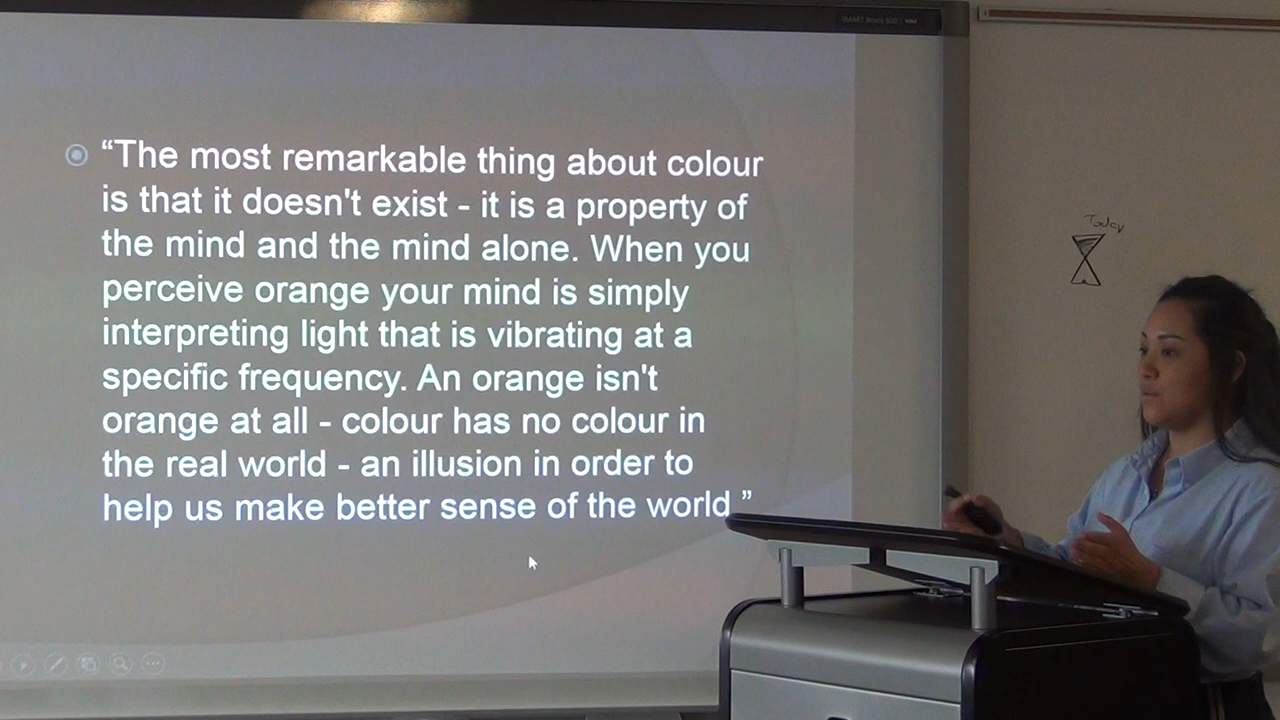 “The most remarkable thing about colour
is that it doesn't exist - it is a property of
the mind and the mind alone. When you
perceive orange your mind is simply
interpreting light that is vibrating at a
specific frequency. An orange isn't
orange at all - colour has no colour in
the real world - an illusion in order to
help us make better sense of the world ”
Today